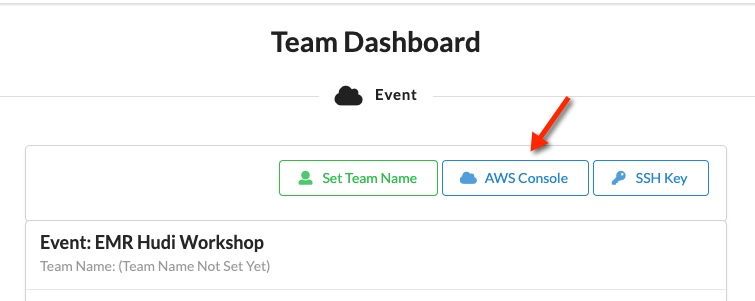 Team Dashboard
Event
Set Team Name AWS Console SSH Key
Event: EMR Hudi Workshop
Team Name: (Team Name Not Set Yet)